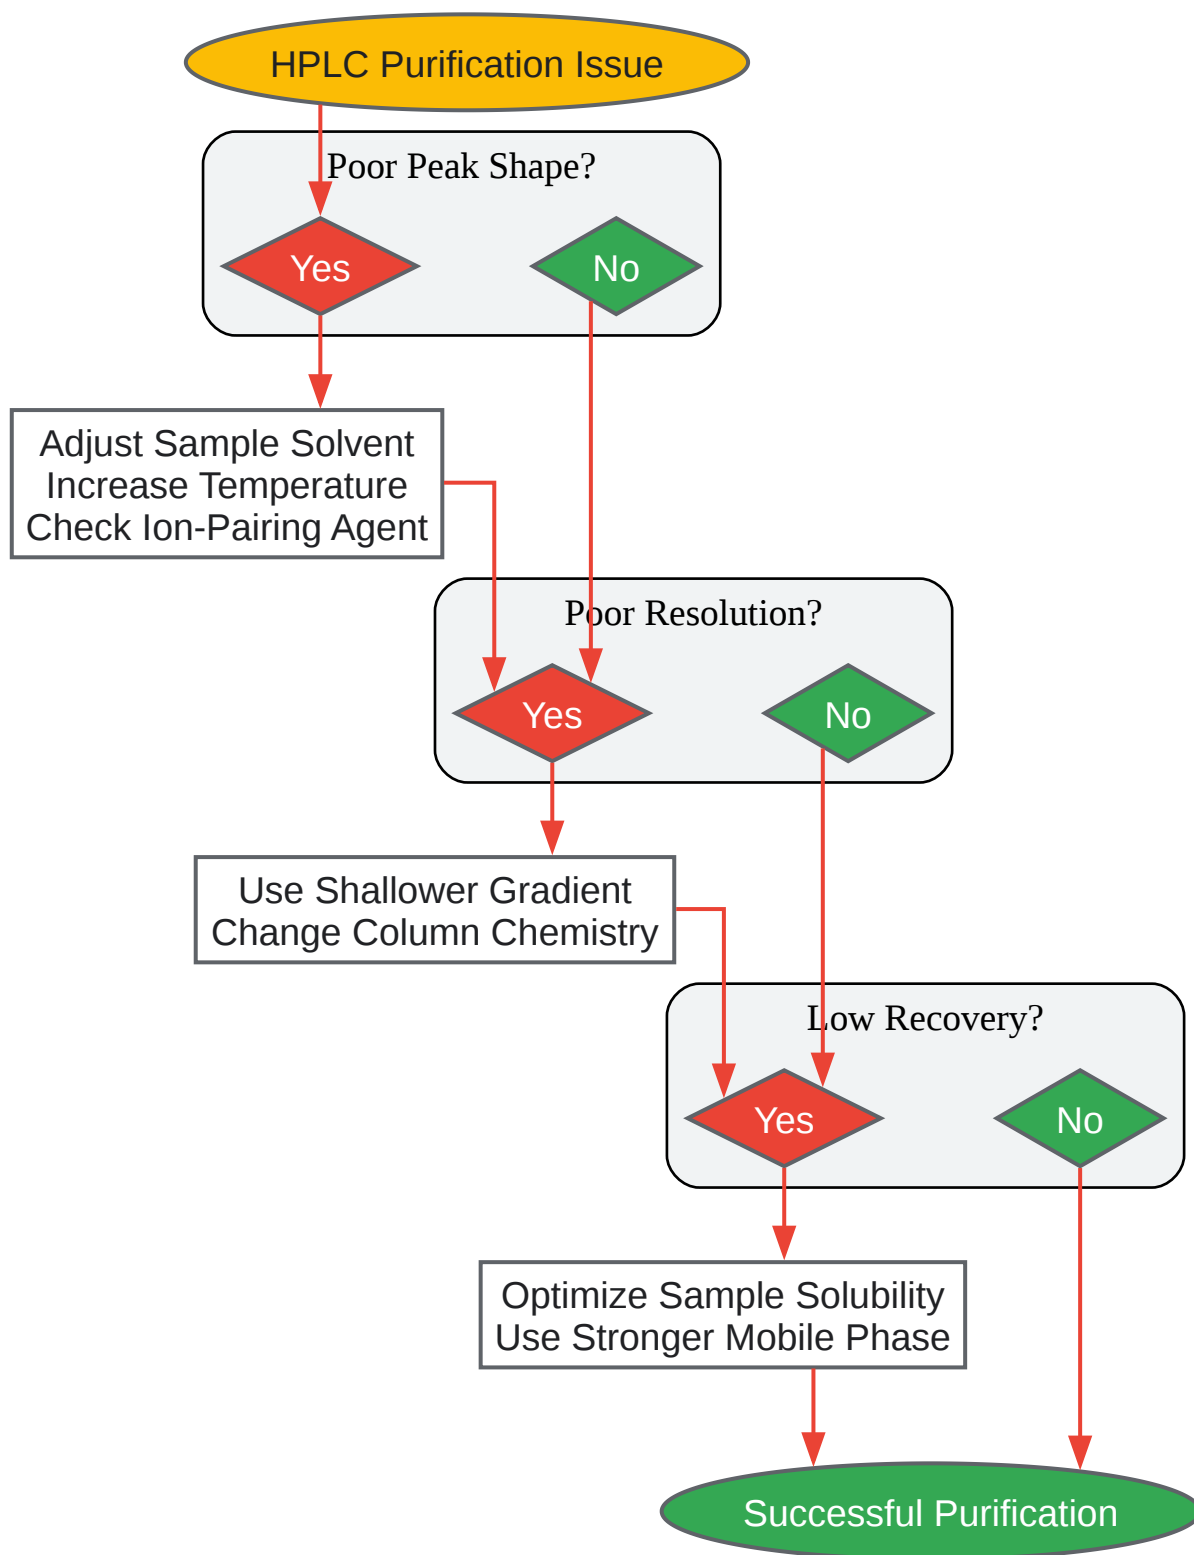 HPLC Purification Issue
Poor Peak Shape?
Yes
No
Adjust Sample Solvent
Increase Temperature
Check Ion-Pairing Agent
Poor Resolution?
Yes
No
Use Shallower Gradient
Change Column Chemistry
Low Recovery?
Yes
No
Optimize Sample Solubility
Use Stronger Mobile Phase
Successful Purification